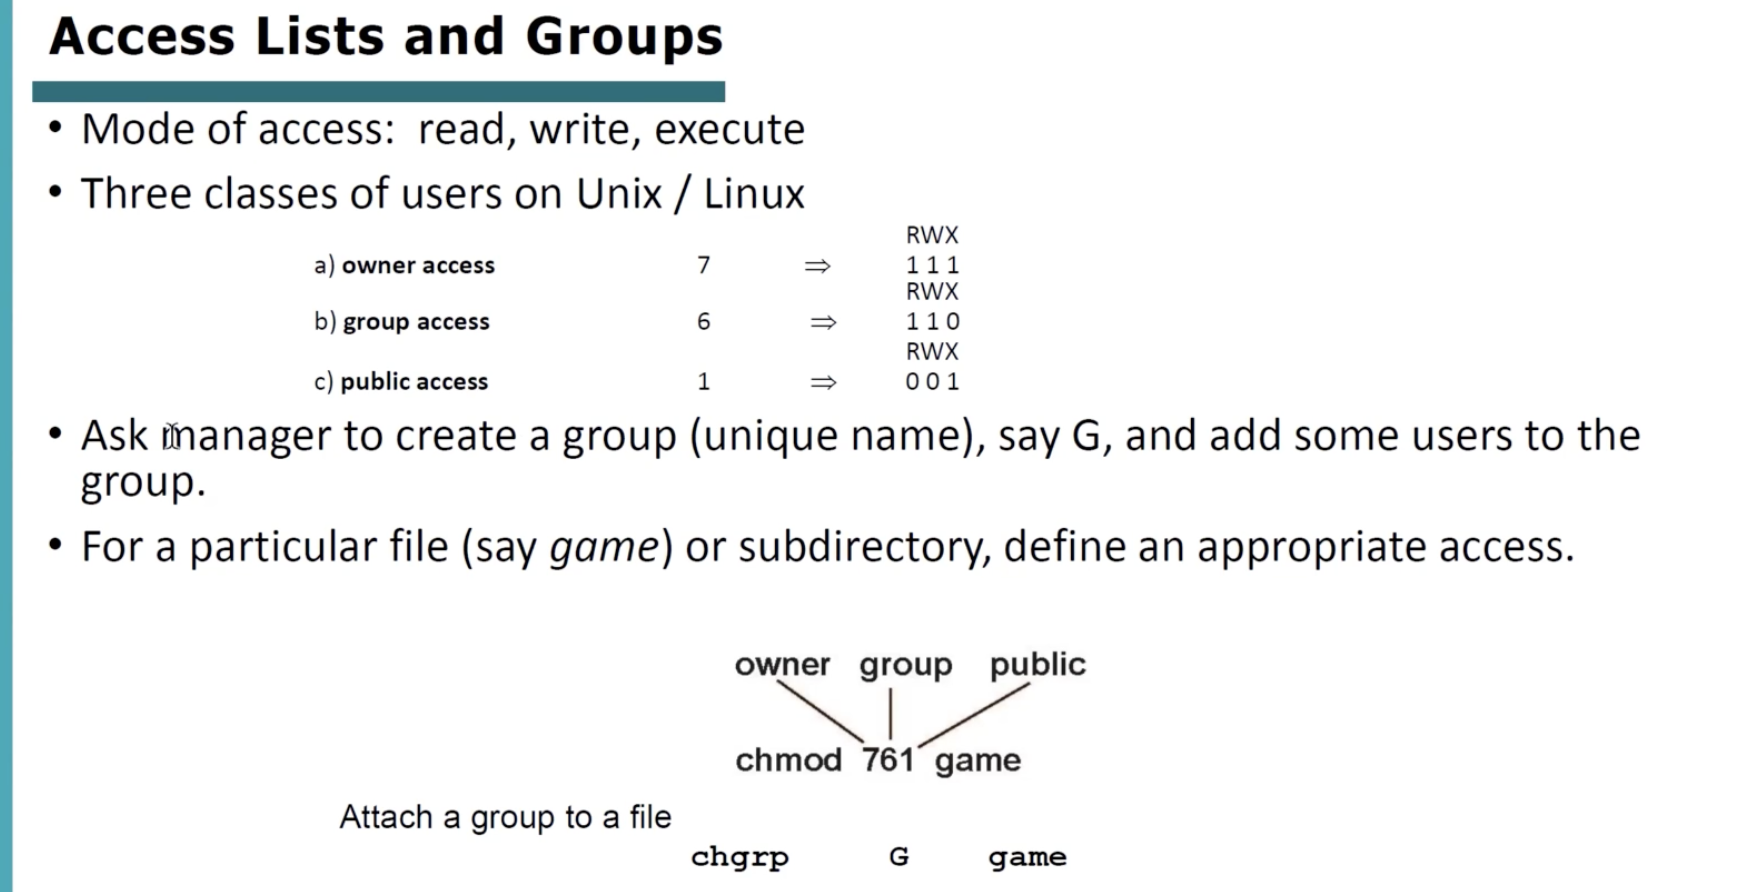 Access Lists and Groups
• Mode of access: read, write, execute
• Three classes of users on Unix / Linux
RWX
a) owner access 7 ⇒ 1 1 1
RWX
b) group access 6 ⇒ 1 1 0
RWX
c) public access 1 ⇒ 0 0 1
• Ask manager to create a group (unique name), say G, and add some users to the
group.
• For a particular file (say game) or subdirectory, define an appropriate access.
owner group public
chmod 761 game
Attach a group to a file
chgrp G game